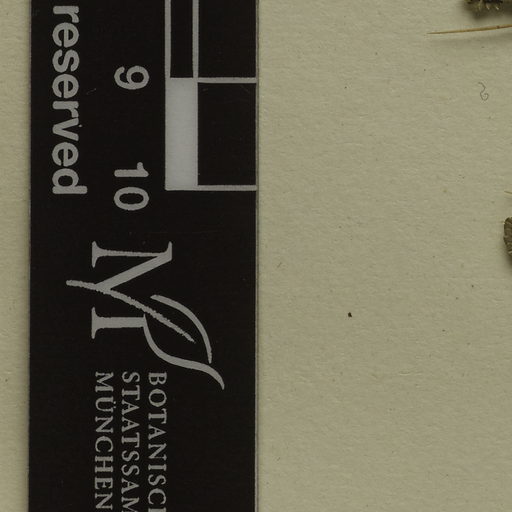 reserved
9 10
M
BOTANISC
STAATSSAM
MÜNCHEN